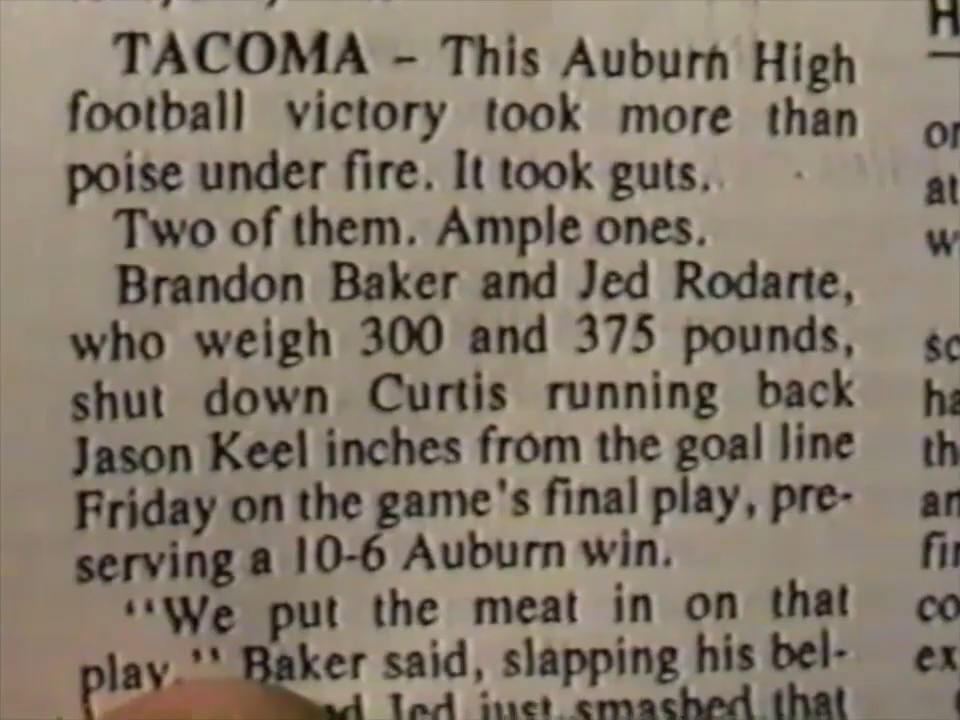 TACOMA – This Auburn High
football victory took more than
poise under fire. It took guts.
Two of them. Ample ones.
Brandon Baker and Jed Rodarte,
who weigh 300 and 375 pounds,
shut down Curtis running back
Jason Keel inches from the goal line
Friday on the game's final play, pre-
serving a 10-6 Auburn win.
"We put the meat in on that
play," Baker said, slapping his bel-
Jed just smashed that